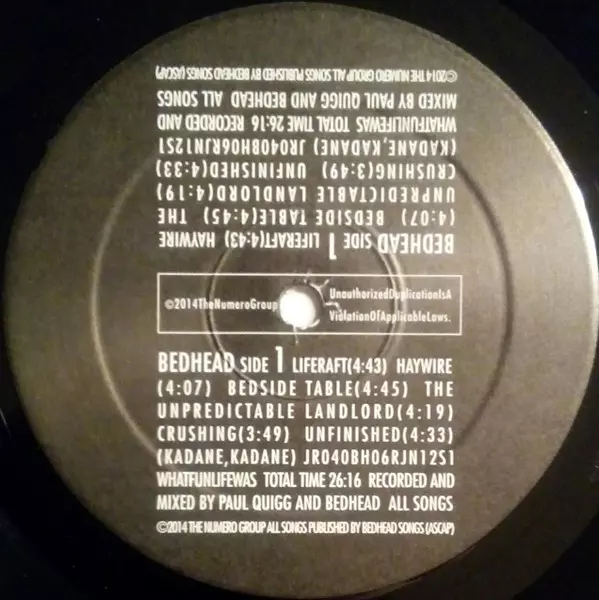 BEDHEAD SIDE 1 LIFERAFT(4:43) HAYWIRE
(4:07) BEDSIDE TABLE(4:45) THE
UNPREDICTABLE LANDLORD(4:19)
CRUSHING(3:49) UNFINISHED(4:33)
(KADANE,KADANE) JR040BH06RJN12S1
WHATFUNLIFEWAS TOTAL TIME 26:16 RECORDED AND
MIXED BY PAUL QUIGG AND BEDHEAD ALL SONGS
©2014 THE NUMERO GROUP ALL SONGS PUBLISHED BY BEDHEAD SONGS (ASCAP)
©2014TheNumeroGroup
UnauthorizedDuplicationIsA
ViolationOfApplicableLaws.
BEDHEAD SIDE 1 LIFERAFT(4:43) HAYWIRE
(4:07) BEDSIDE TABLE(4:45) THE
UNPREDICTABLE LANDLORD(4:19)
CRUSHING(3:49) UNFINISHED(4:33)
(KADANE,KADANE) JR040BH06RJN12S1
WHATFUNLIFEWAS TOTAL TIME 26:16 RECORDED AND
MIXED BY PAUL QUIGG AND BEDHEAD ALL SONGS
©2014 THE NUMERO GROUP ALL SONGS PUBLISHED BY BEDHEAD SONGS (ASCAP)